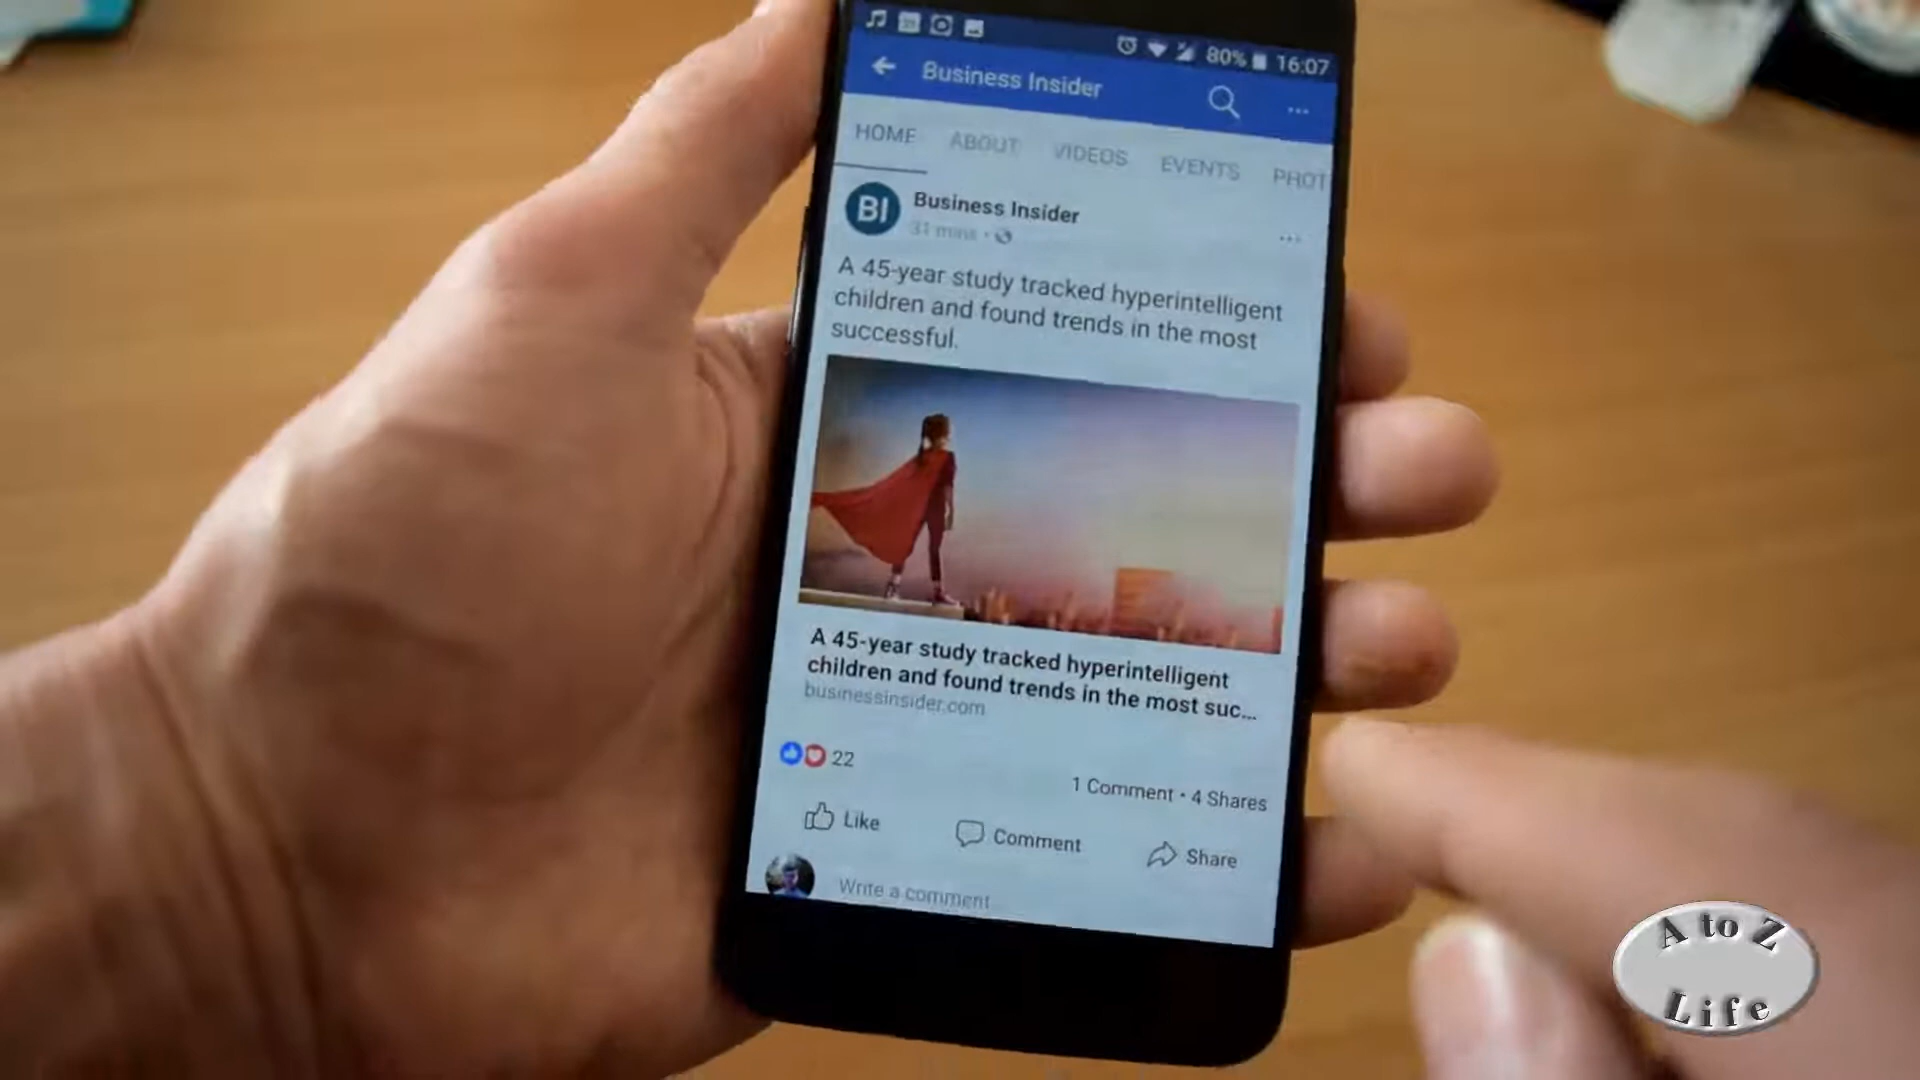 80% 16:07
Business Insider
HOME ABOUT VIDEOS EVENTS PHOT
BI Business Insider
31 mins
A 45-year study tracked hyperintelligent
children and found trends in the most
successful.
A 45-year study tracked hyperintelligent
children and found trends in the most suc...
businessinsider.com
22
1 Comment • 4 Shares
Like Comment Share
Write a comment
A to Z
Life